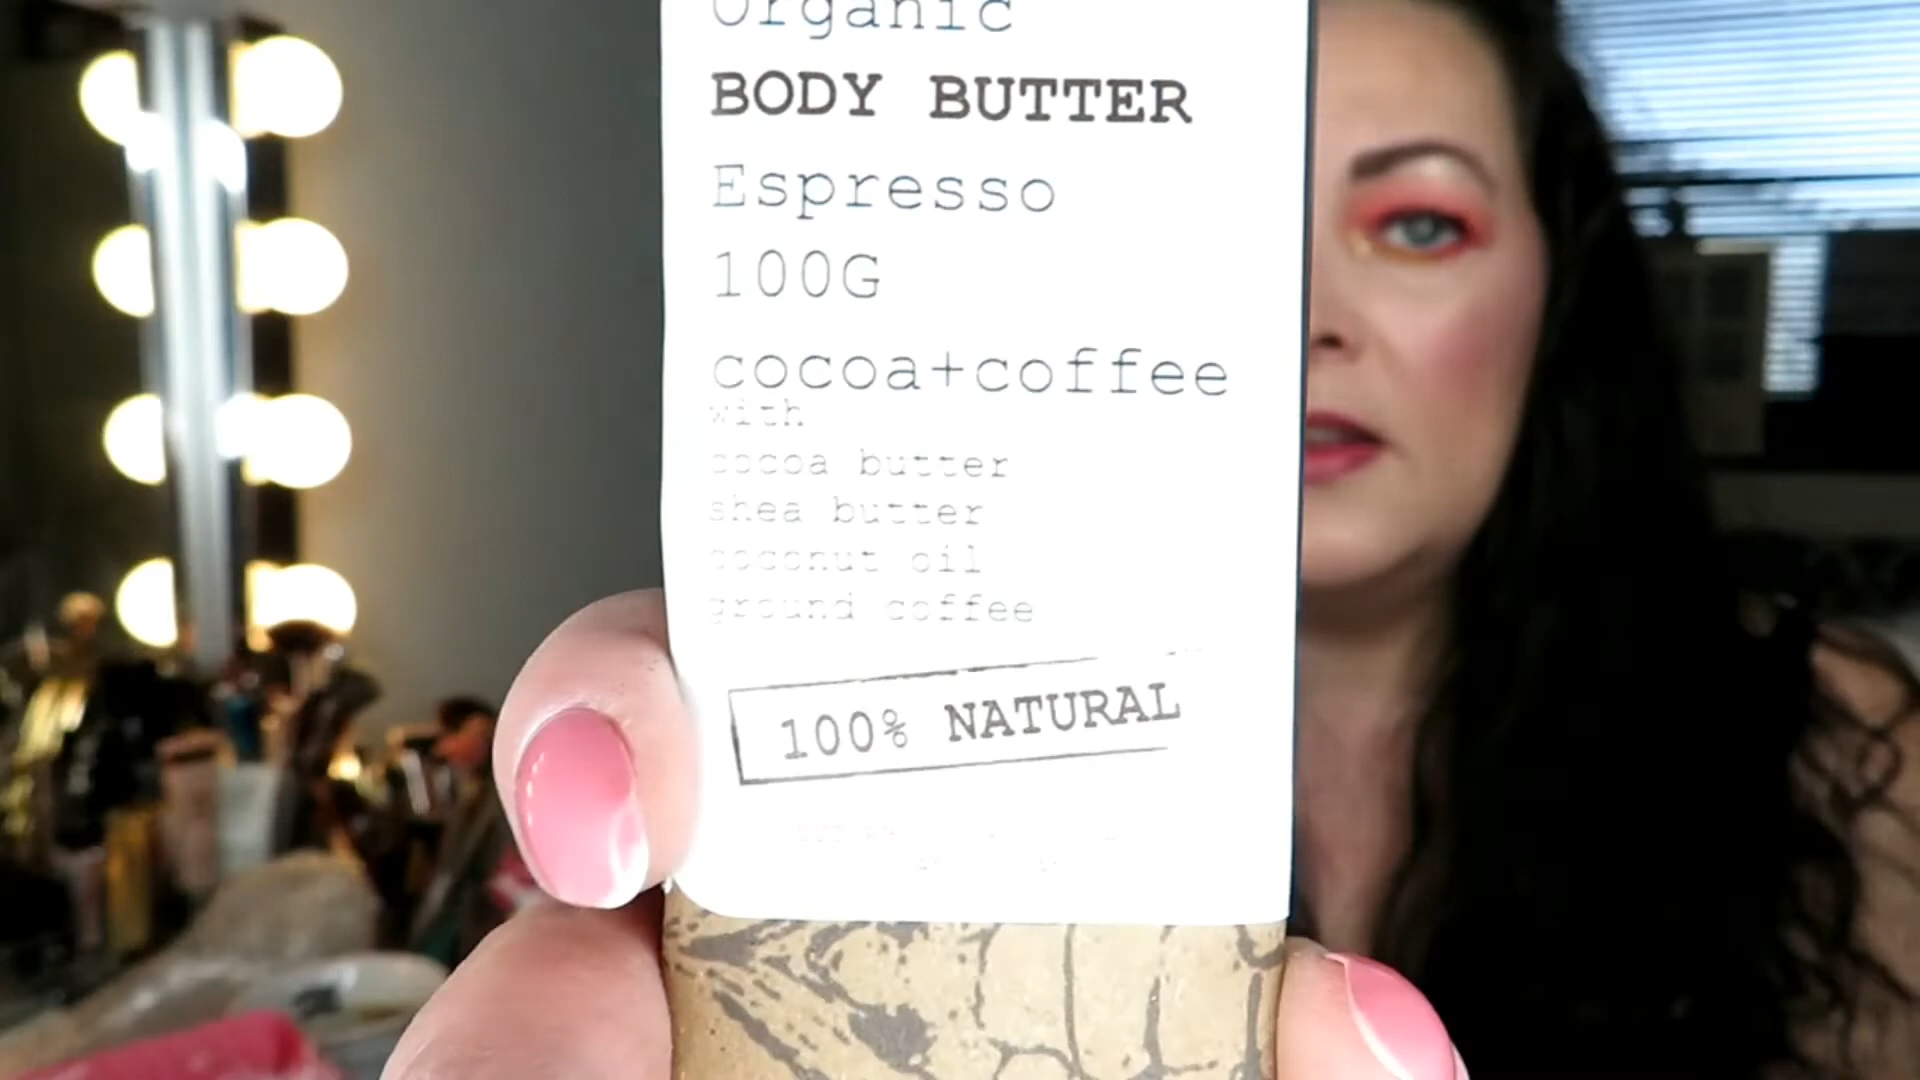 Organic
BODY BUTTER
Espresso
100G
cocoa+coffee
with
cocoa butter
shea butter
coconut oil
ground coffee
100% NATURAL